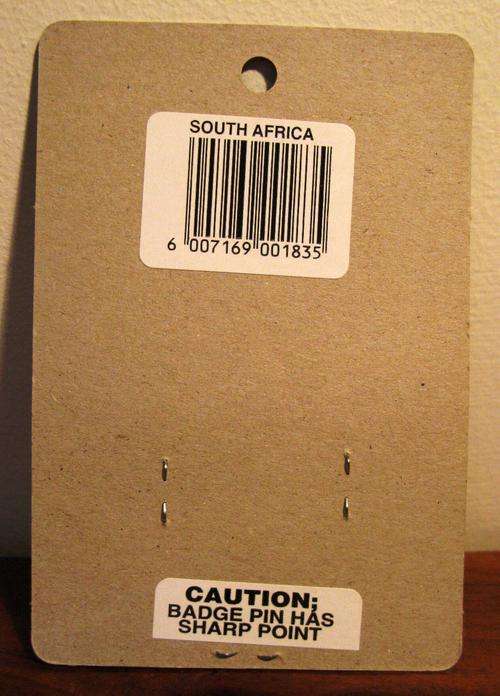 SOUTH AFRICA
6 007169 001835
CAUTION;
BADGE PIN HAS
SHARP POINT